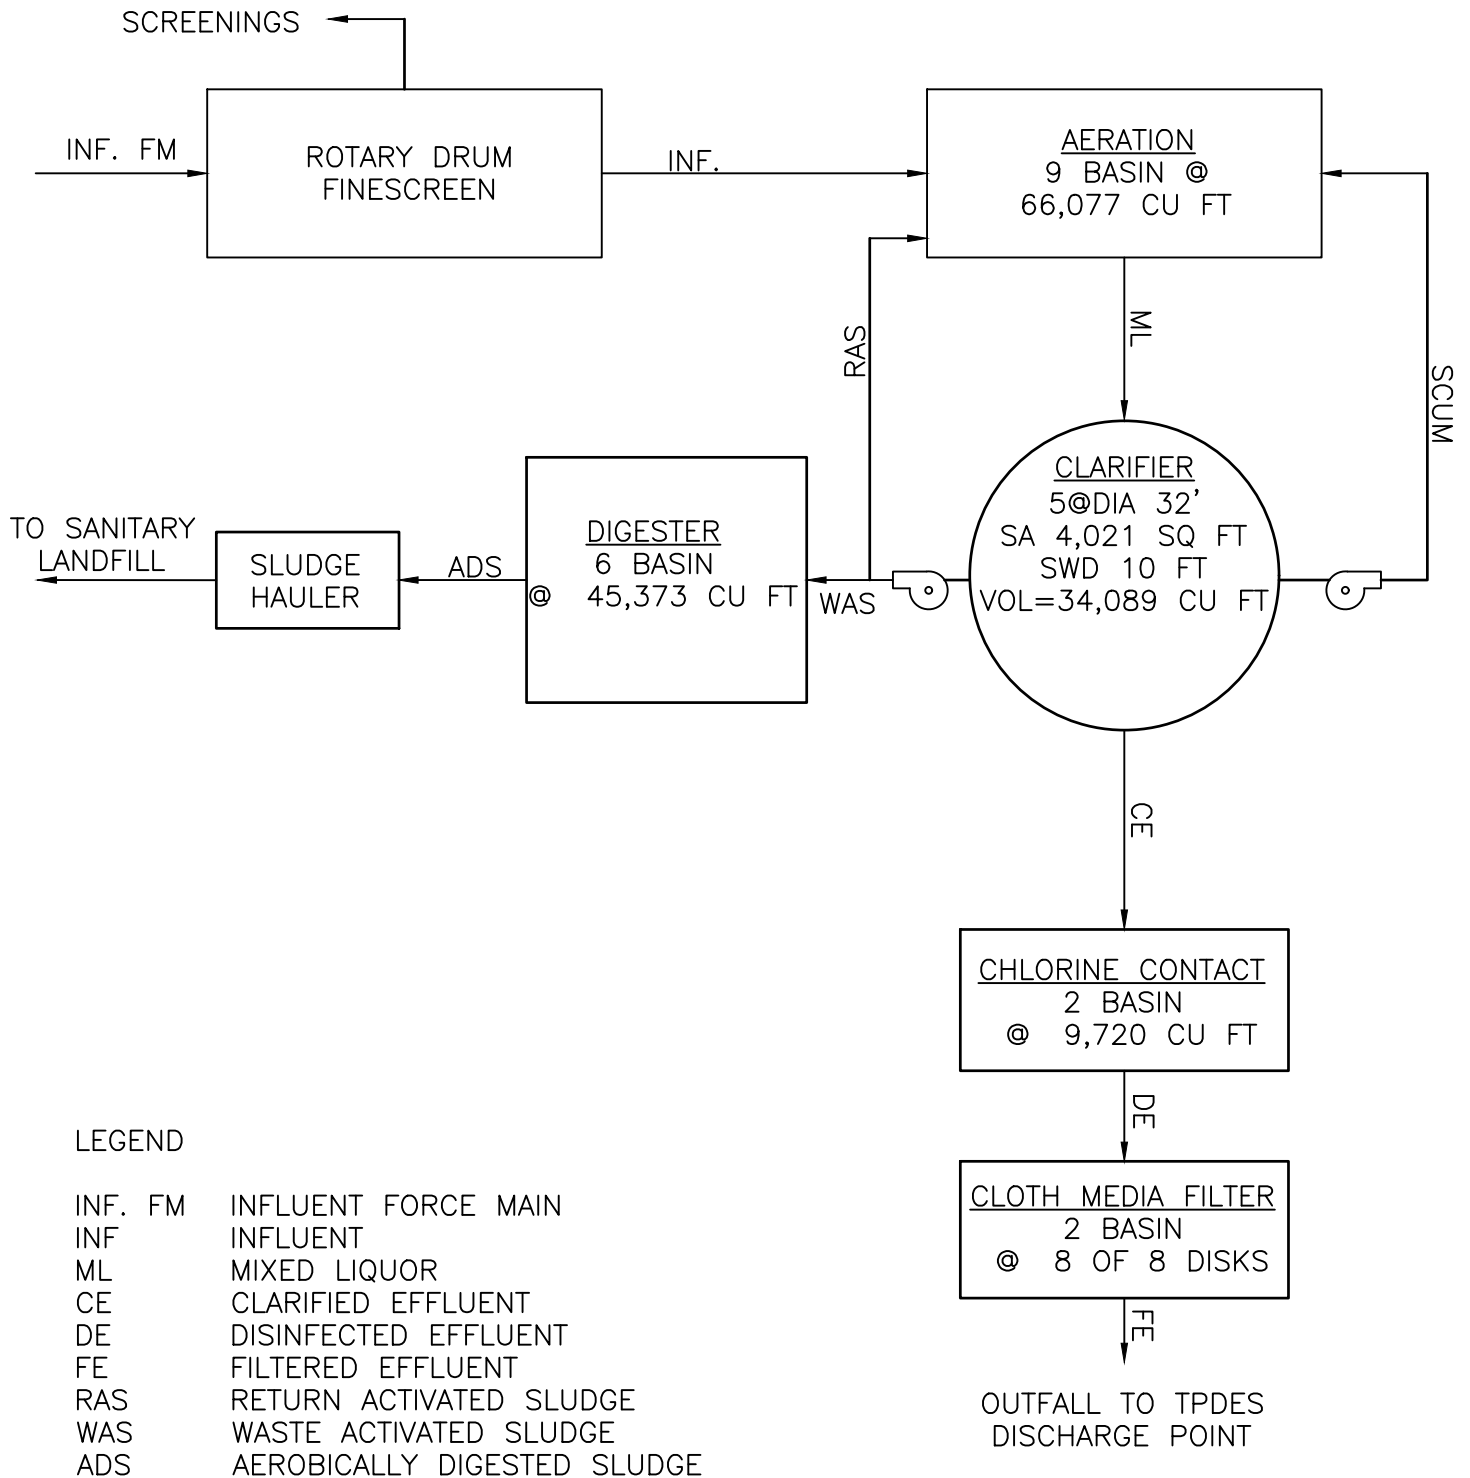 SCREENINGS
INF. FM
ROTARY DRUM
FINESCREEN
INF.
AERATION
9 BASIN @
66,077 CU FT
RAS
ML
SCUM
CLARIFIER
5@DIA 32'
SA 4,021 SQ FT
SWD 10 FT
VOL=34,089 CU FT
TO SANITARY
LANDFILL
SLUDGE
HAULER
ADS
DIGESTER
6 BASIN
@ 45,373 CU FT
WAS
CE
CHLORINE CONTACT
2 BASIN
@ 9,720 CU FT
DE
CLOTH MEDIA FILTER
2 BASIN
@ 8 OF 8 DISKS
FE
OUTFALL TO TPDES
DISCHARGE POINT
LEGEND
INF. FM INFLUENT FORCE MAIN
INF INFLUENT
ML MIXED LIQUOR
CE CLARIFIED EFFLUENT
DE DISINFECTED EFFLUENT
FE FILTERED EFFLUENT
RAS RETURN ACTIVATED SLUDGE
WAS WASTE ACTIVATED SLUDGE
ADS AEROBICALLY DIGESTED SLUDGE